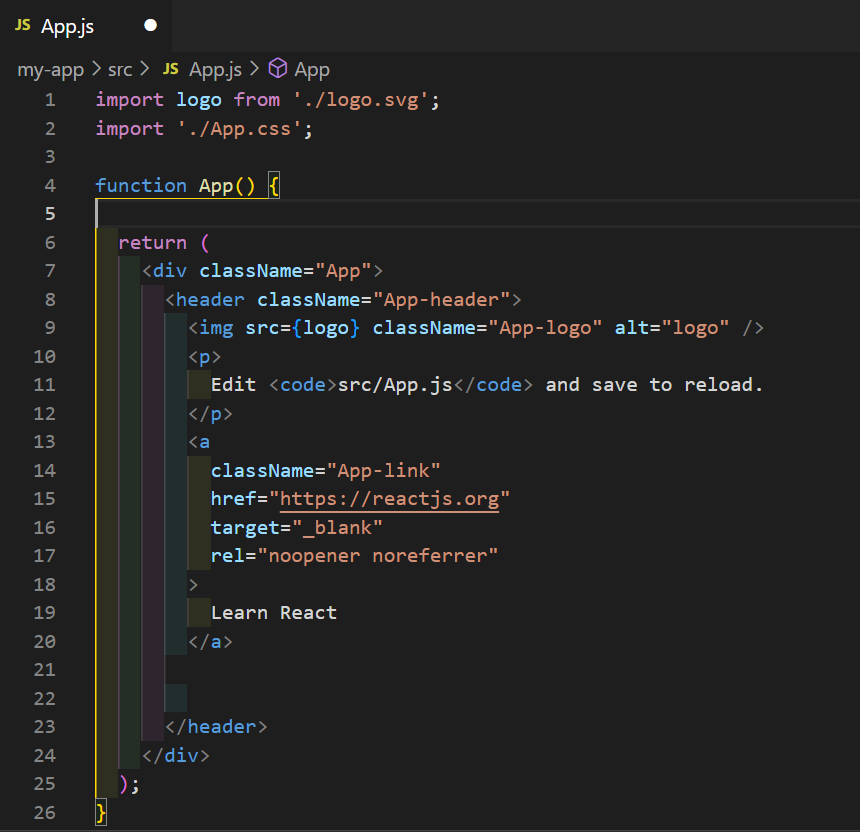 JS App.js
my-app > src > JS App.js > App
1 import logo from './logo.svg';
2 import './App.css';
3
4 function App() {
5
6   return (
7     <div className="App">
8       <header className="App-header">
9         <img src={logo} className="App-logo" alt="logo" />
10         <p>
11           Edit <code>src/App.js</code> and save to reload.
12         </p>
13         <a
14           className="App-link"
15           href="https://reactjs.org"
16           target="_blank"
17           rel="noopener noreferrer"
18         >
19           Learn React
20         </a>
21
22
23       </header>
24     </div>
25   );
26 }